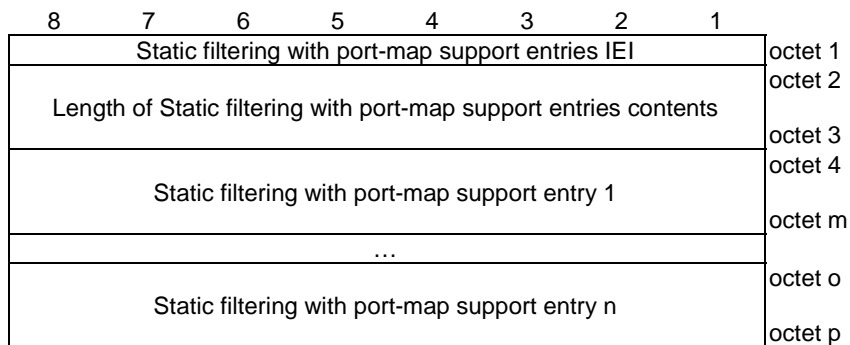 8 7 6 5 4 3 2 1
Static filtering with port-map support entries IEI octet 1
octet 2
Length of Static filtering with port-map support entries contents
octet 3
octet 4
Static filtering with port-map support entry 1
octet m
…
octet o
Static filtering with port-map support entry n
octet p